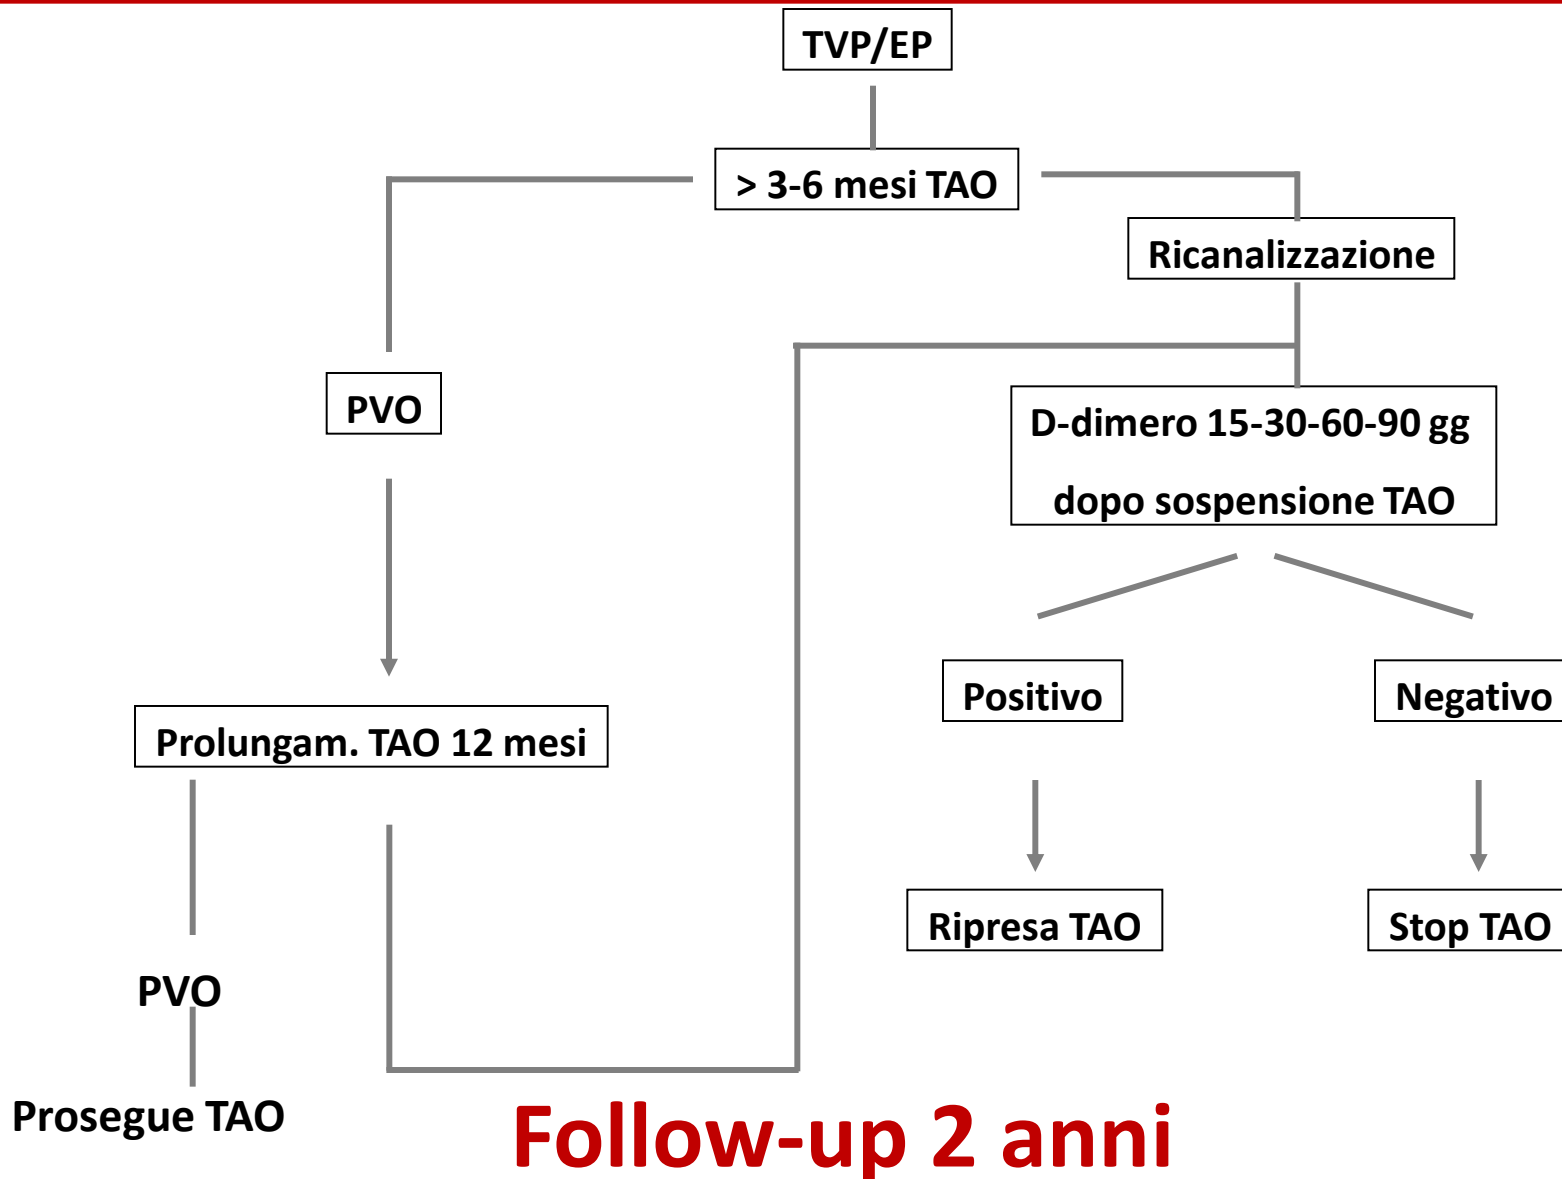 TVP/EP
> 3-6 mesi TAO
Ricanalizzazione
PVO
D-dimero 15-30-60-90 gg
dopo sospensione TAO
Positivo
Negativo
Prolungam. TAO 12 mesi
Ripresa TAO
Stop TAO
PVO
Prosegue TAO
Follow-up 2 anni